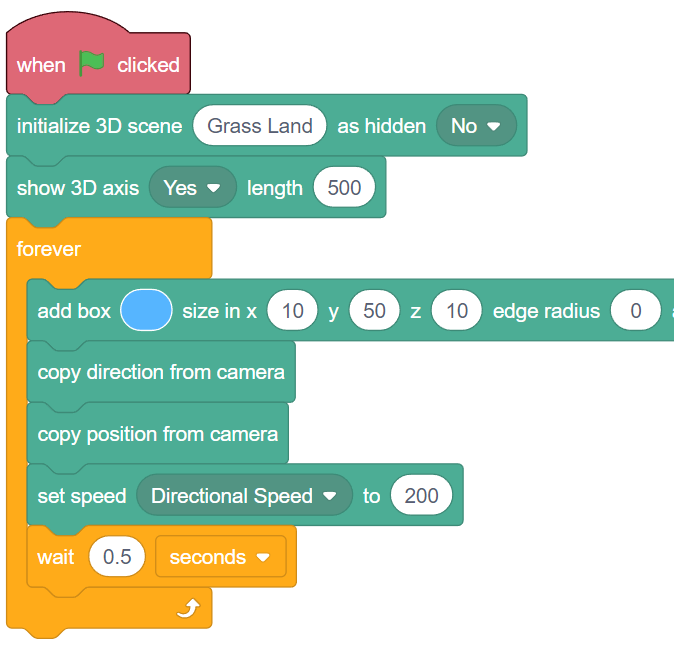 when clicked
initialize 3D scene Grass Land as hidden No
show 3D axis Yes length 500
forever
add box size in x 10 y 50 z 10 edge radius 0
copy direction from camera
copy position from camera
set speed Directional Speed to 200
wait 0.5 seconds